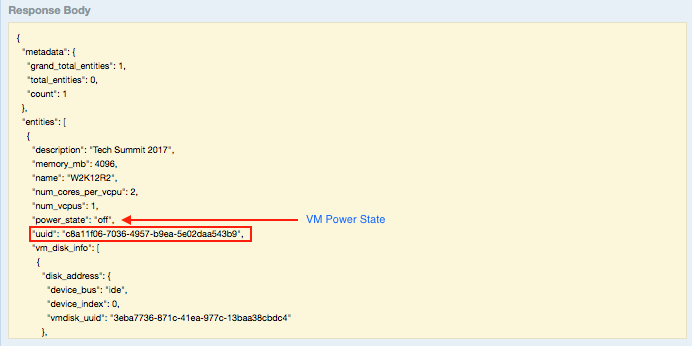 Response Body
{
"metadata": {
"grand_total_entities": 1,
"total_entities": 0,
"count": 1
},
"entities": [
{
"description": "Tech Summit 2017",
"memory_mb": 4096,
"name": "W2K12R2",
"num_cores_per_vcpu": 2,
"num_vcpus": 1,
"power_state": "off", VM Power State
"uuid": "c8a11f06-7036-4957-b9ea-5e02daa543b9",
"vm_disk_info": [
{
"disk_address": {
"device_bus": "ide",
"device_index": 0,
"vmdisk_uuid": "3eba7736-871c-41ea-977c-13baa38cbdc4"
},